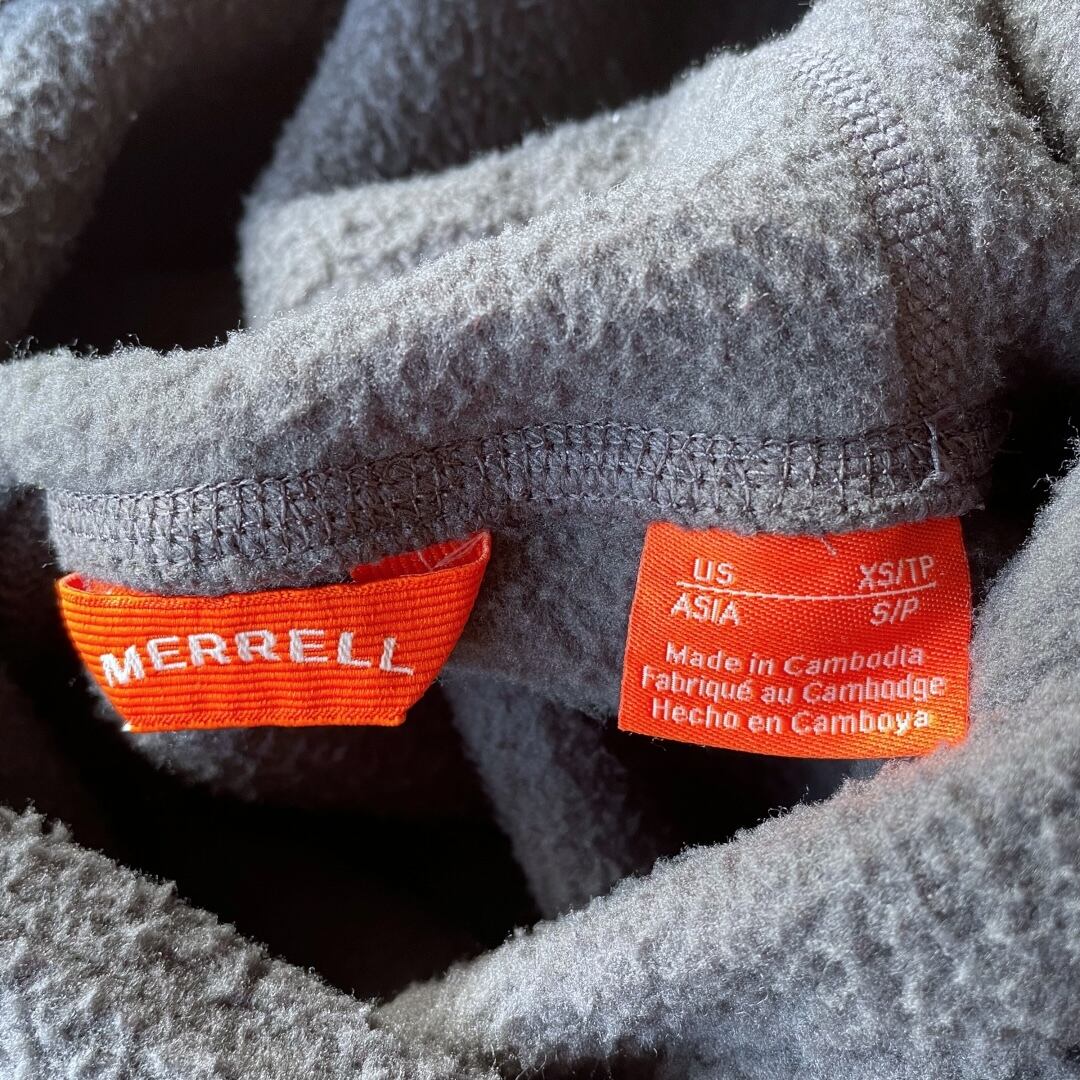 MERRELL
US XS/TP
ASIA S/P
Made in Cambodia
Fabriqué au Cambodge
Hecho en Camboya